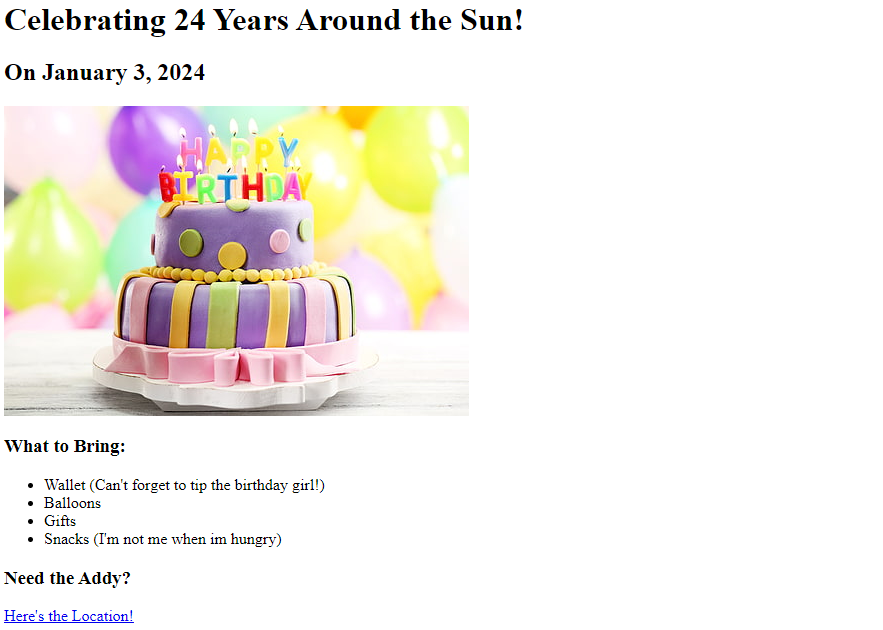 Celebrating 24 Years Around the Sun!
On January 3, 2024
HAPPY
BIRTHDAY
What to Bring:
Wallet (Can't forget to tip the birthday girl!)
Balloons
Gifts
Snacks (I'm not me when im hungry)
Need the Addy?
Here's the Location!